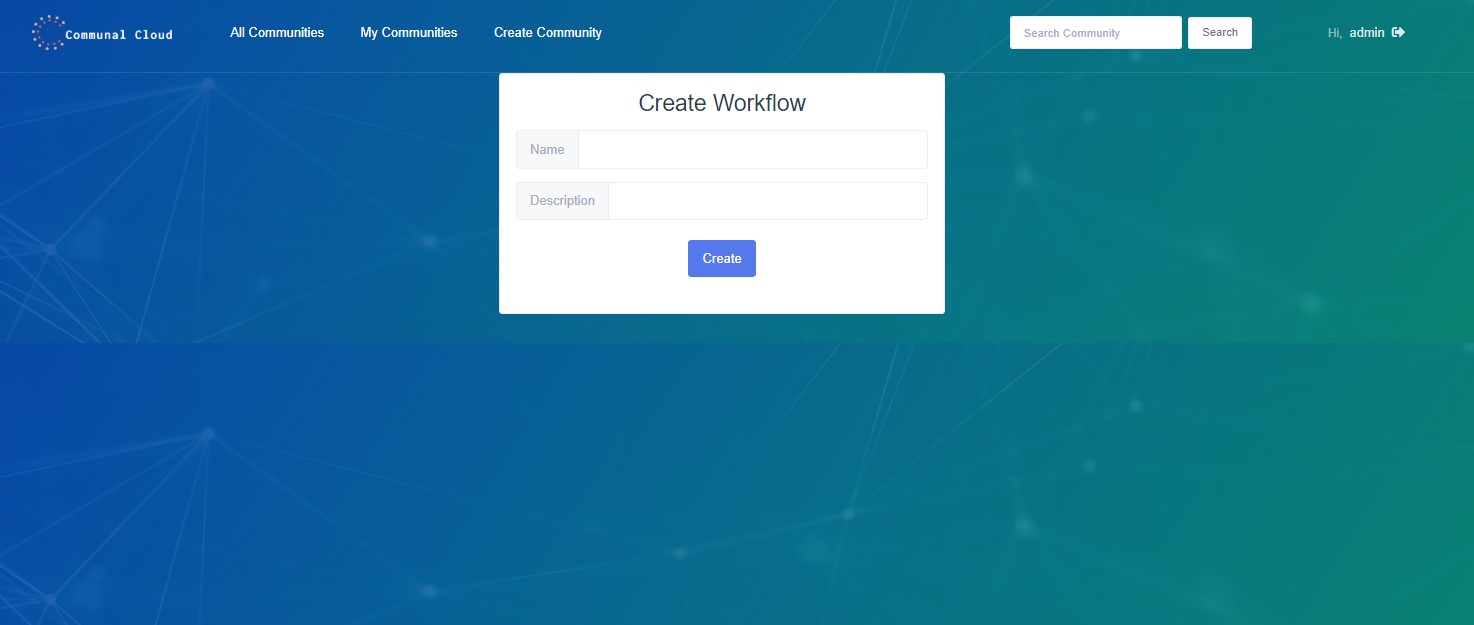 Communal Cloud
All Communities
My Communities
Create Community
Search Community
Search
Hi, admin
Create Workflow
Name
Description
Create